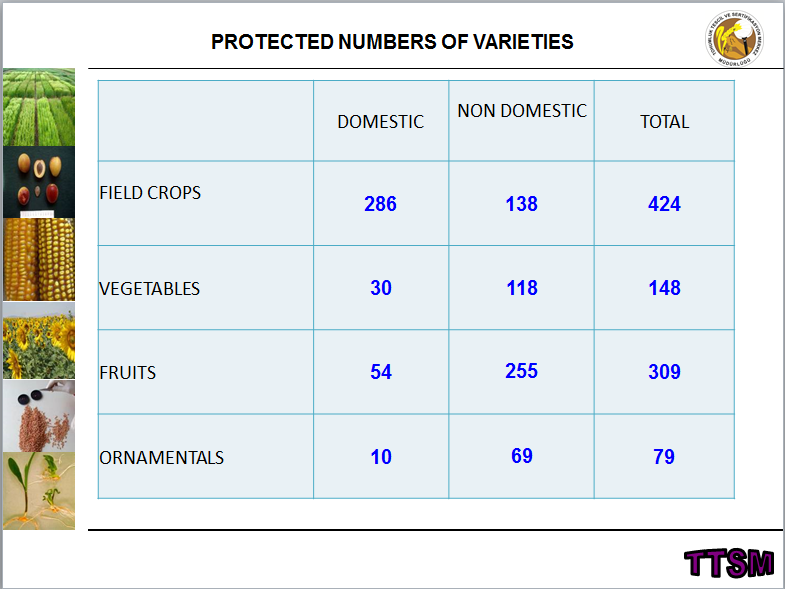 PROTECTED NUMBERS OF VARIETIES
TOHUMLUK TESCİL VE SERTİFİKASYON MERKEZİ
MÜDÜRLÜĞÜ
DOMESTIC NON DOMESTIC TOTAL
FIELD CROPS 286 138 424
VEGETABLES 30 118 148
FRUITS 54 255 309
ORNAMENTALS 10 69 79
TTSM